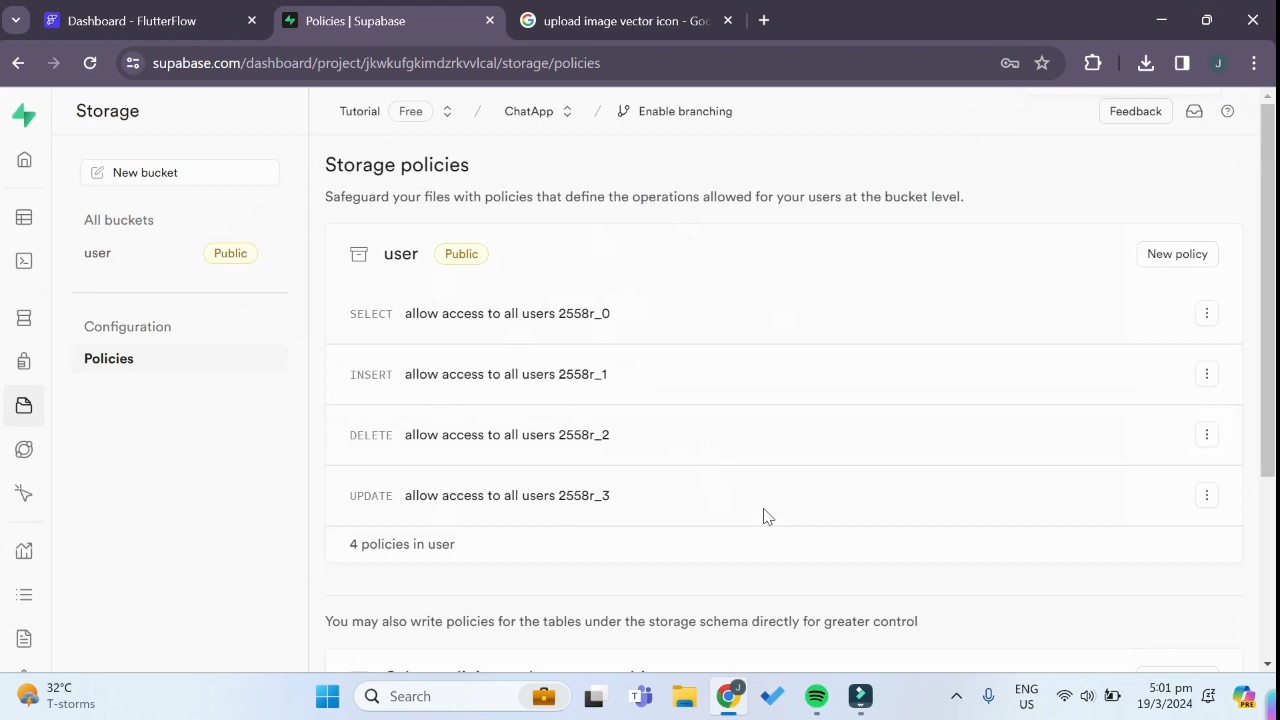 Dashboard - FlutterFlow
Policies | Supabase
upload image vector icon - Goo
supabase.com/dashboard/project/jkwkufgkimdzrkvvlcal/storage/policies
J
Storage
Tutorial Free / ChatApp / Enable branching
Feedback
New bucket
All buckets
user Public
Configuration
Policies
Storage policies
Safeguard your files with policies that define the operations allowed for your users at the bucket level.
user Public New policy
SELECT allow access to all users 2558r_0
INSERT allow access to all users 2558r_1
DELETE allow access to all users 2558r_2
UPDATE allow access to all users 2558r_3
4 policies in user
You may also write policies for the tables under the storage schema directly for greater control
32°C
T-storms
Search
J
ENG
US
5:01 pm
19/3/2024
PRE